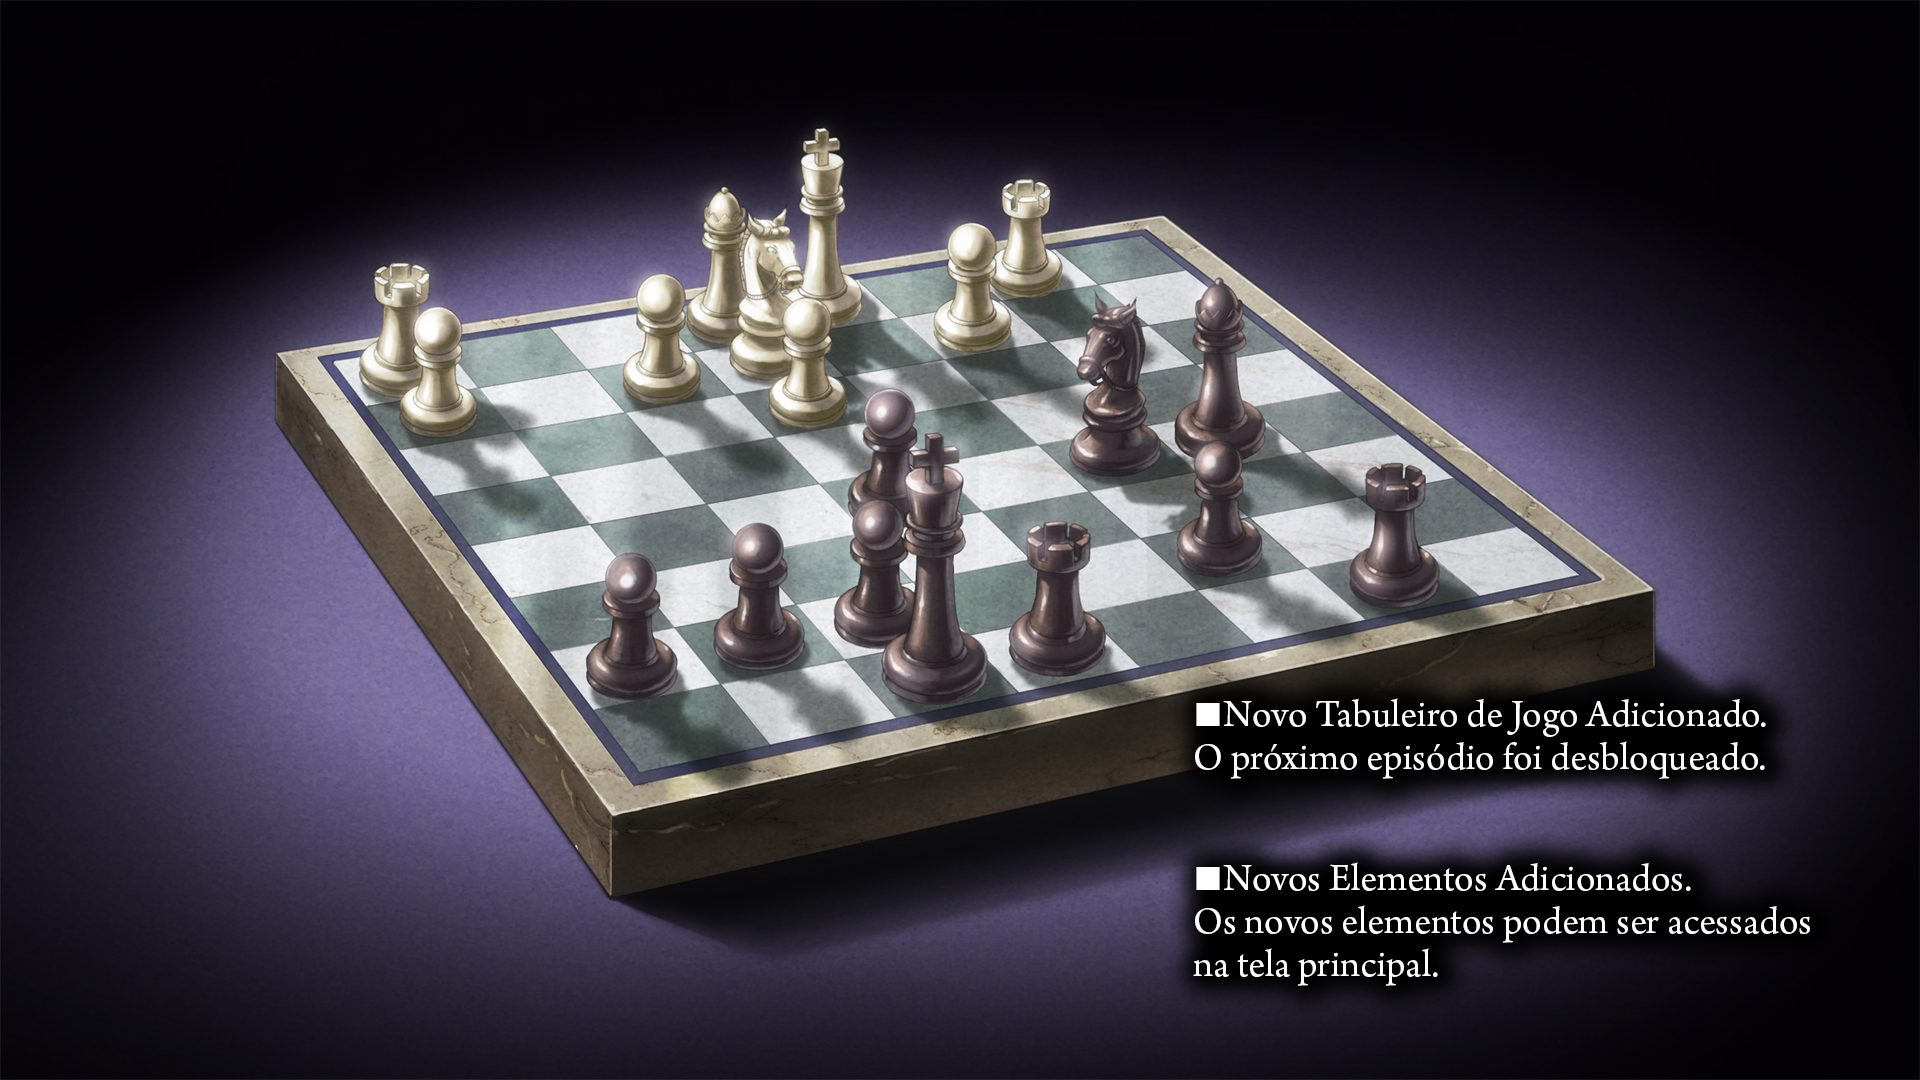 ■Novo Tabuleiro de Jogo Adicionado.
O próximo episódio foi desbloqueado.
■Novos Elementos Adicionados.
Os novos elementos podem ser acessados
na tela principal.